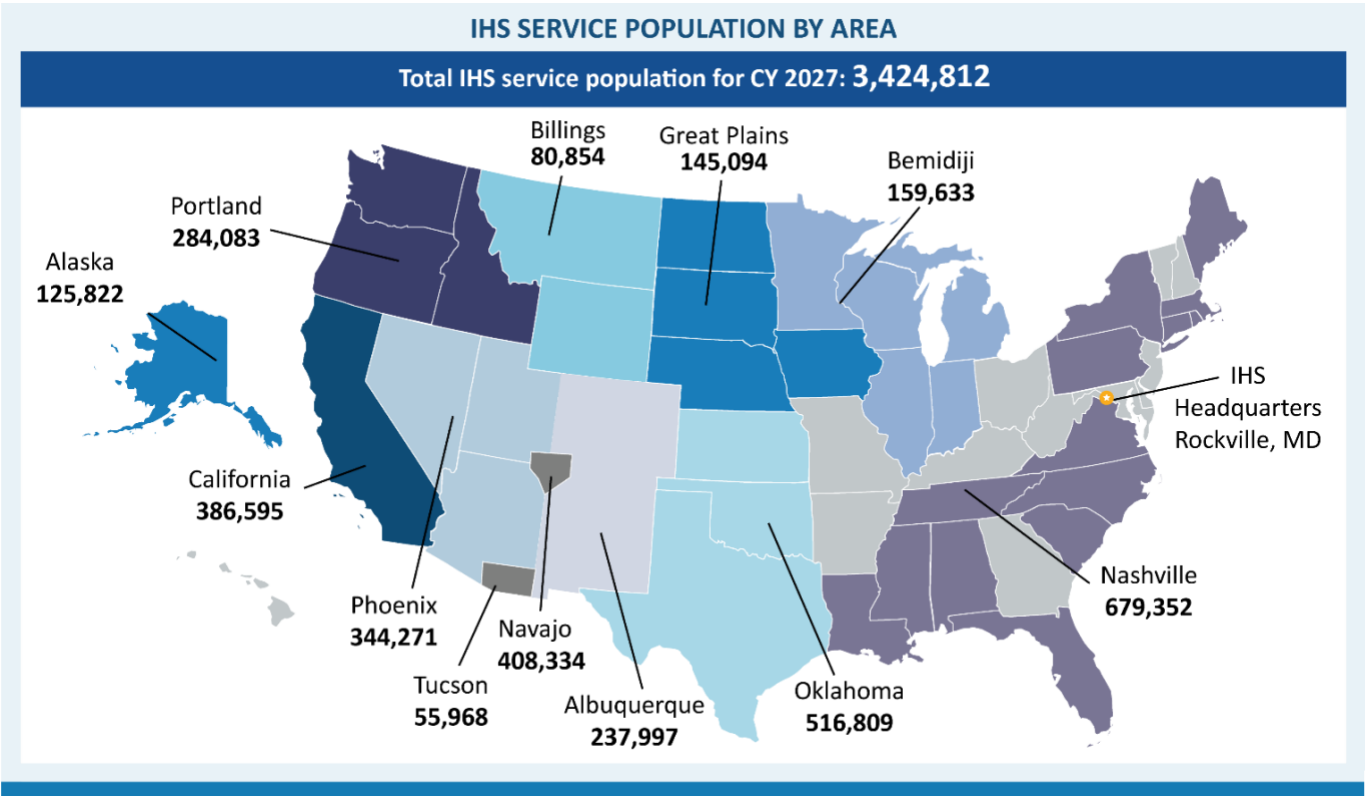 IHS SERVICE POPULATION BY AREA
Total IHS service population for CY 2027: 3,424,812
Billings
80,854
Great Plains
145,094
Bemidiji
159,633
Portland
284,083
Alaska
125,822
IHS
Headquarters
Rockville, MD
California
386,595
Phoenix
344,271
Navajo
408,334
Nashville
679,352
Tucson
55,968
Albuquerque
237,997
Oklahoma
516,809